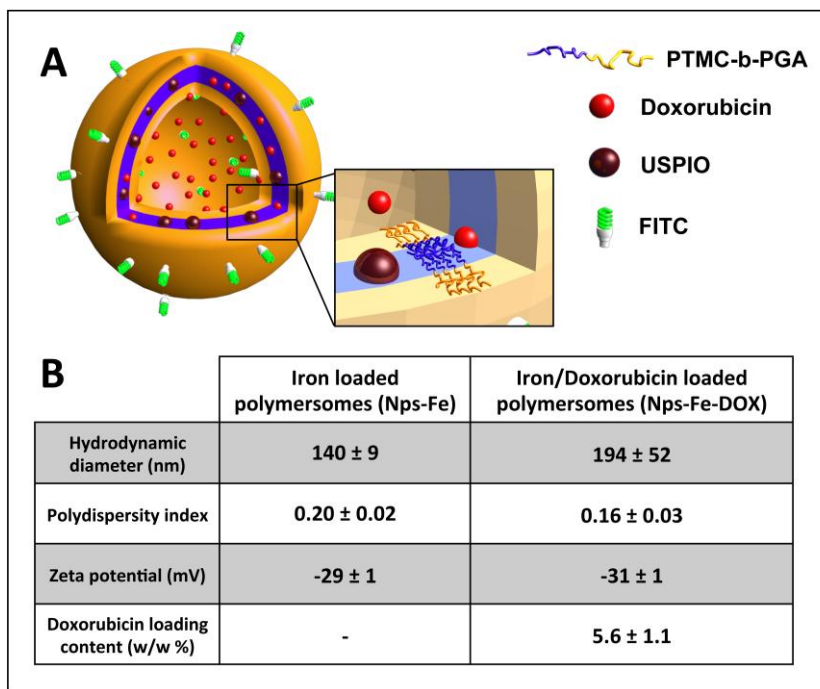 A
PTMC-b-PGA
Doxorubicin
USPIO
FITC
B
Iron loaded
polymersomes (Nps-Fe)
Iron/Doxorubicin loaded
polymersomes (Nps-Fe-DOX)
Hydrodynamic
diameter (nm)
140 ± 9
194 ± 52
Polydispersity index
0.20 ± 0.02
0.16 ± 0.03
Zeta potential (mV)
-29 ± 1
-31 ± 1
Doxorubicin loading
content (w/w %)
-
5.6 ± 1.1